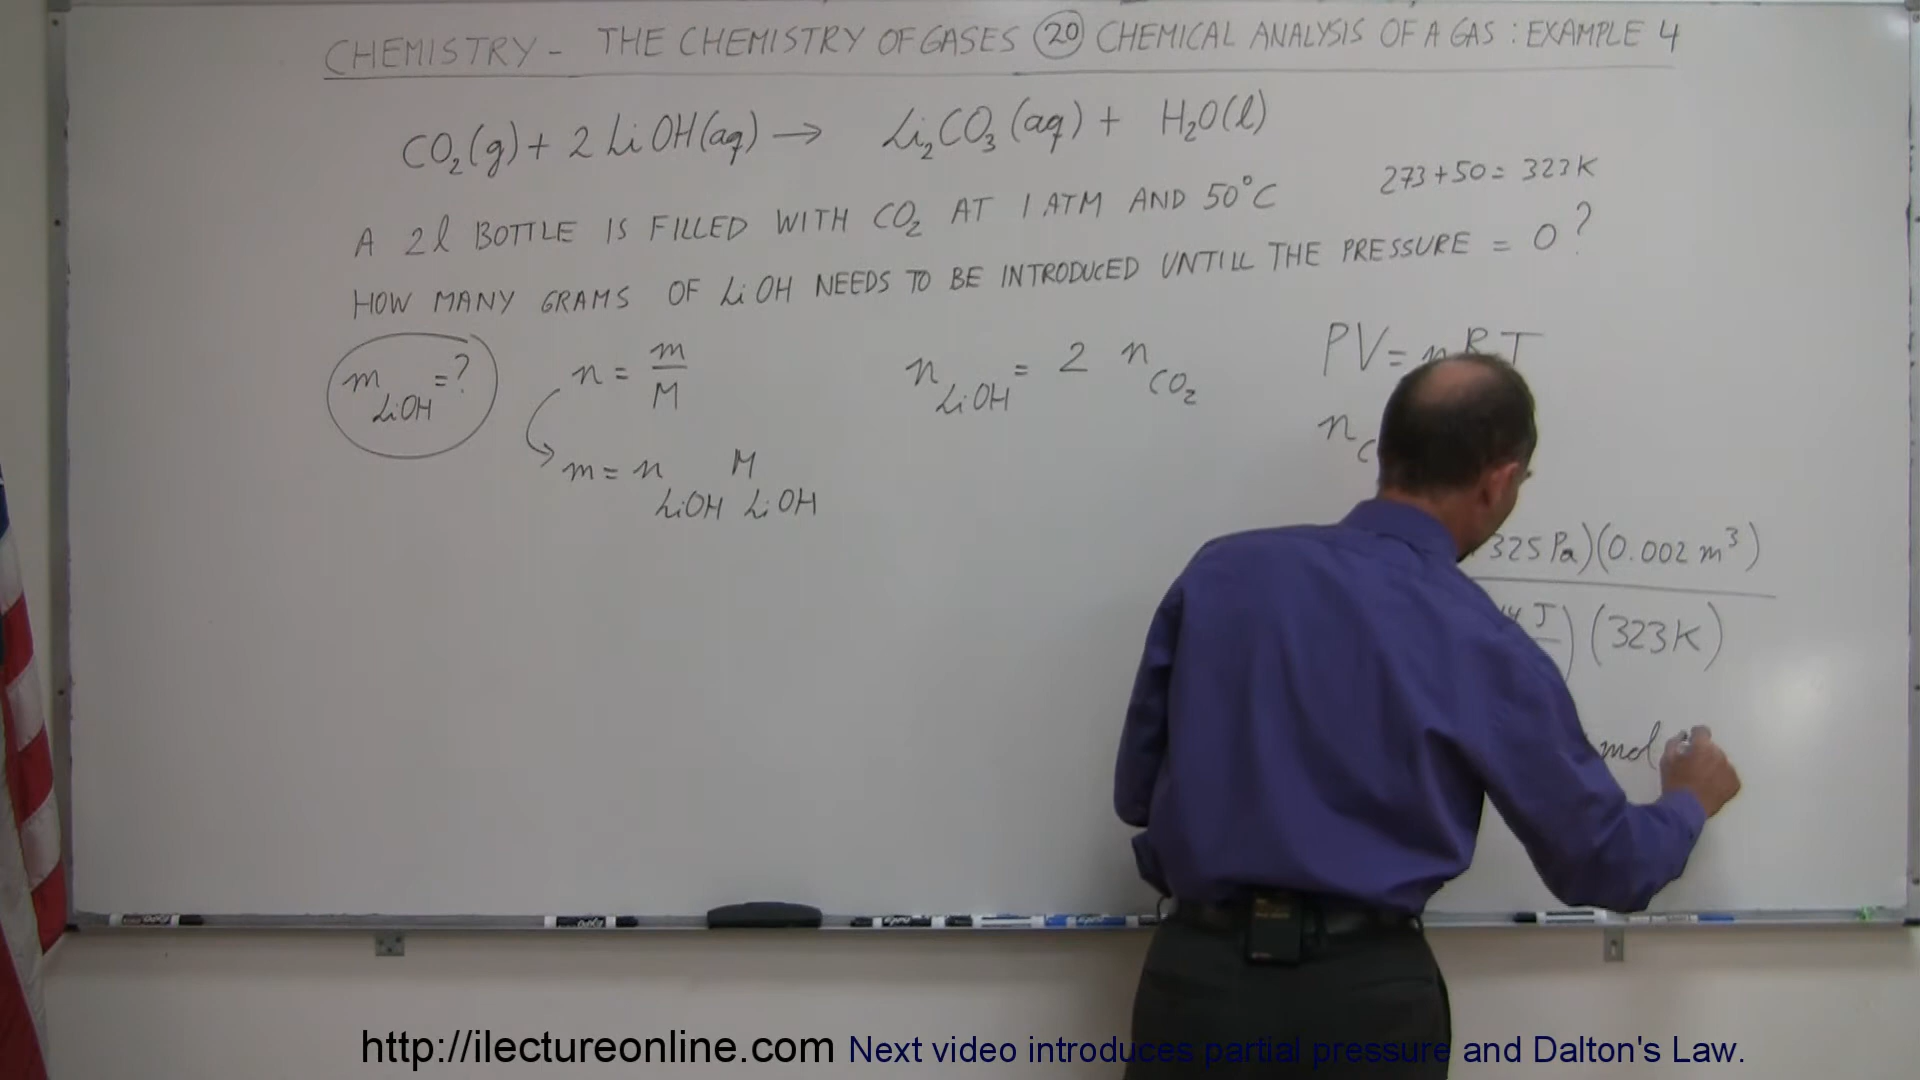 CHEMISTRY - THE CHEMISTRY OF GASES 20 CHEMICAL ANALYSIS OF A GAS : EXAMPLE 4
CO₂(g) + 2 LiOH(aq) → Li₂CO₃(aq) + H₂O(l)
273+50 = 323K
A 2l BOTTLE IS FILLED WITH CO₂ AT 1 ATM AND 50°C
HOW MANY GRAMS OF LiOH NEEDS TO BE INTRODUCED UNTILL THE PRESSURE = 0 ?
m LiOH = ?
n = m/M
m = n LiOH M LiOH
n LiOH = 2 n CO₂
PV = nRT
n
325 Pa)(0.002 m³)
J) (323K)
mol
http://ilectureonline.com Next video introduces partial pressure and Dalton's Law.